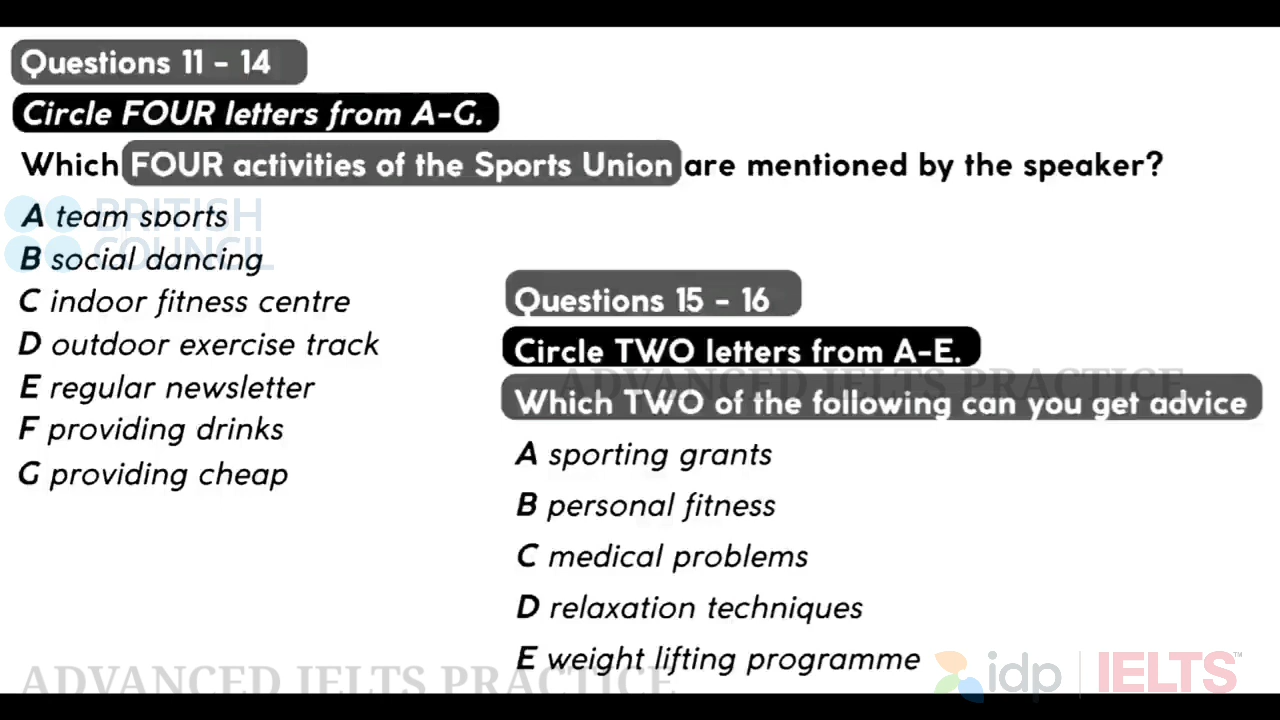 Questions 11 - 14
Circle FOUR letters from A-G.
Which FOUR activities of the Sports Union are mentioned by the speaker?
BRITISH
COUNCIL
A team sports
B social dancing
C indoor fitness centre
D outdoor exercise track
E regular newsletter
F providing drinks
G providing cheap
Questions 15 - 16
Circle TWO letters from A-E.
ADVANCED IELTS PRACTICE
Which TWO of the following can you get advice
A sporting grants
B personal fitness
C medical problems
D relaxation techniques
E weight lifting programme
ADVANCED IELTS PRACTICE
idp IELTS™